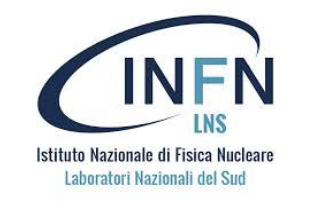 INFN
LNS
Istituto Nazionale di Fisica Nucleare
Laboratori Nazionali del Sud